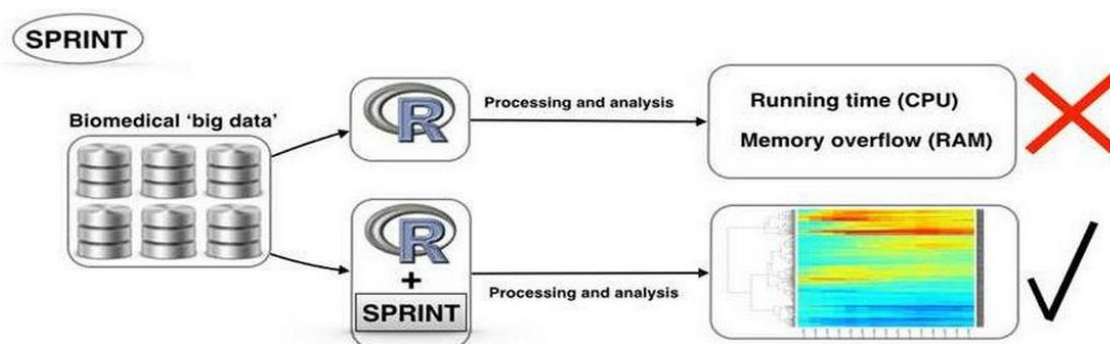 SPRINT
Biomedical ‘big data’
R
Processing and analysis
Running time (CPU)
Memory overflow (RAM)
R
+
SPRINT
Processing and analysis